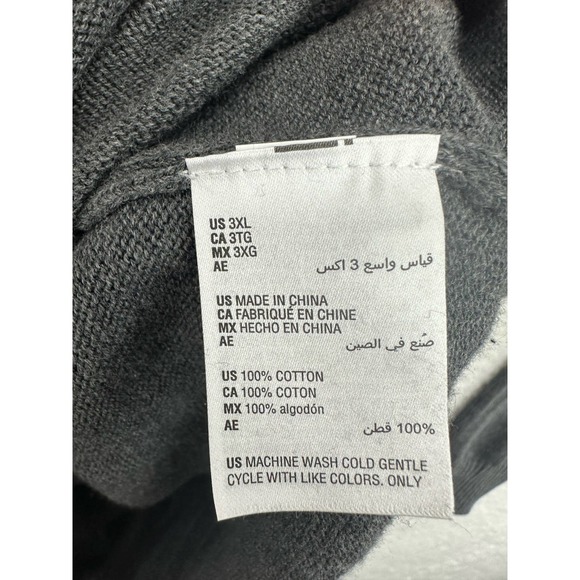 US 3XL
CA 3TG
MX 3XG
AE قياس واسع 3 اكس
US MADE IN CHINA
CA FABRIQUÉ EN CHINE
MX HECHO EN CHINA
AE صُنع في الصين
US 100% COTTON
CA 100% COTON
MX 100% algodón
AE 100% قطن
US MACHINE WASH COLD GENTLE
CYCLE WITH LIKE COLORS. ONLY